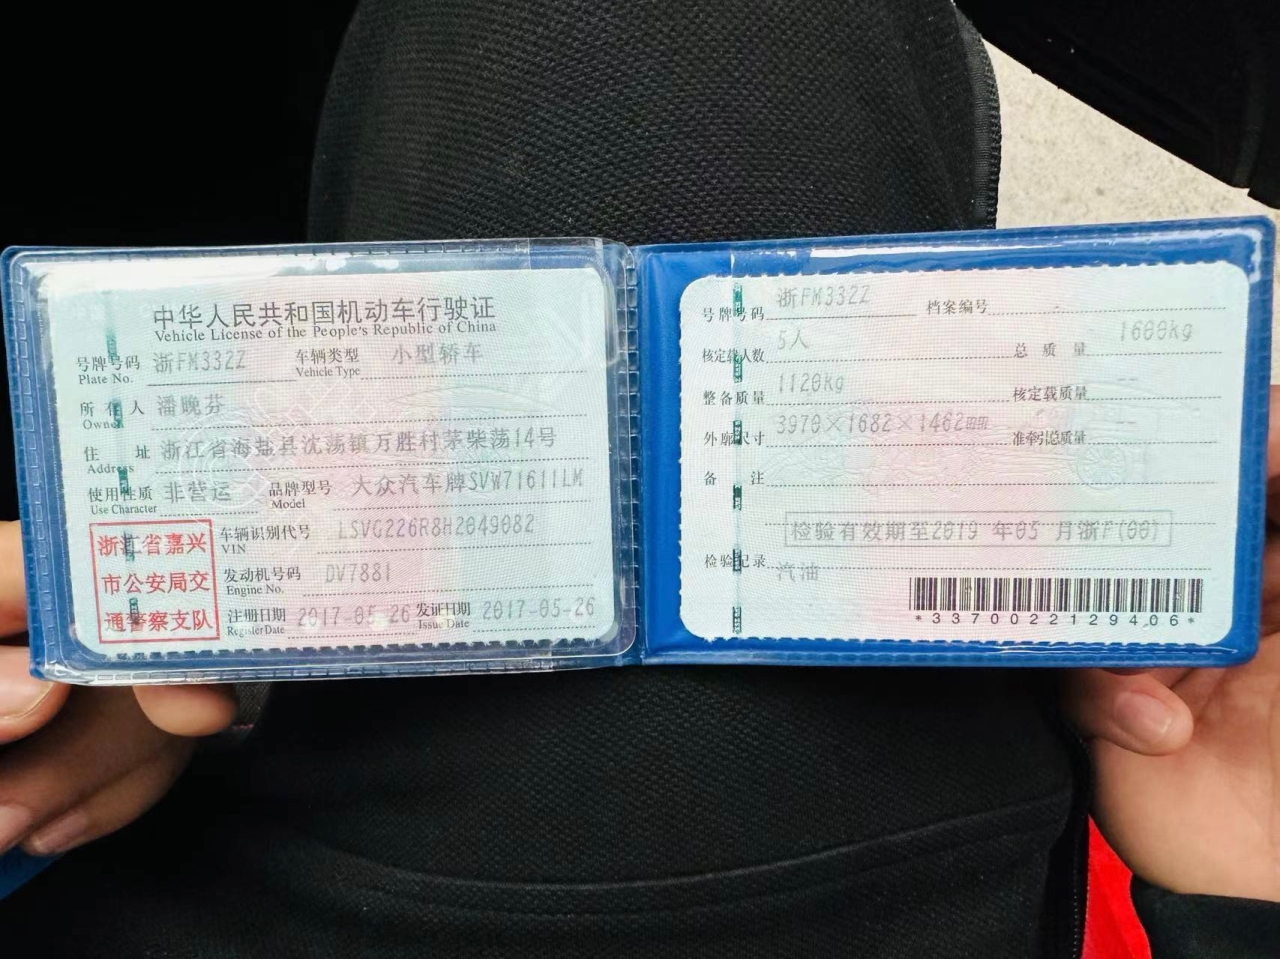 中华人民共和国机动车行驶证
Vehicle License of the People's Republic of China
号牌号码 浙FM332Z 车辆类型 小型轿车
Plate No. Vehicle Type
所有人 潘晚芬
Owner
住址 浙江省海盐县沈荡镇万胜村茅柴荡14号
Address
使用性质 非营运 品牌型号 大众汽车牌SVW71611LM
Use Character Model
浙江省嘉兴
市公安局交
通警察支队
车辆识别代号 LSVG226R8H2049082
VIN
发动机号码 DV7881
Engine No.
注册日期 2017-05-26 发证日期 2017-05-26
Register Date Issue Date
号牌号码 浙FM332Z 档案编号 -
核定载人数 5人 总质量 1600kg
整备质量 1120kg 核定载质量 --
外廓尺寸 3970×1682×1462mm 准牵引总质量 --
备注
检验有效期至2019 年05 月浙F(00)
检验记录
汽油
*3370022129406*